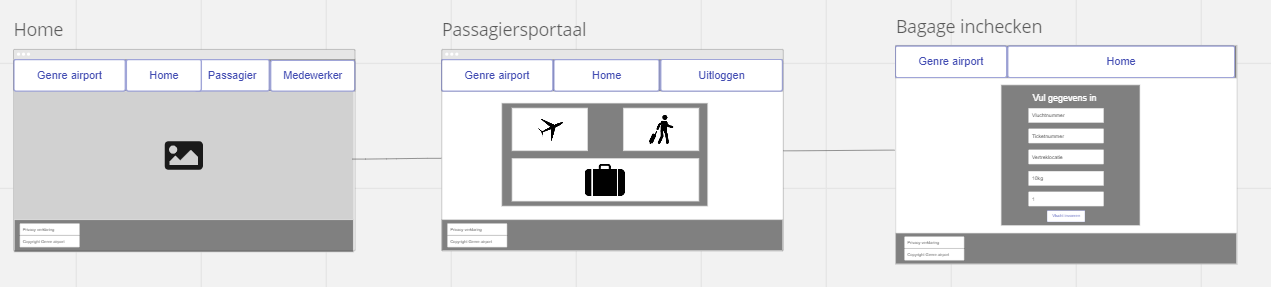 Home
Genre airport
Home
Passagier
Medewerker
Privacy verklaring
Copyright Genre airport
Passagiersportaal
Genre airport
Home
Uitloggen
Privacy verklaring
Copyright Genre airport
Bagage inchecken
Genre airport
Home
Vul gegevens in
Vluchtnummer
Ticketnummer
Vertreklocatie
10kg
1
Privacy verklaring
Copyright Genre airport